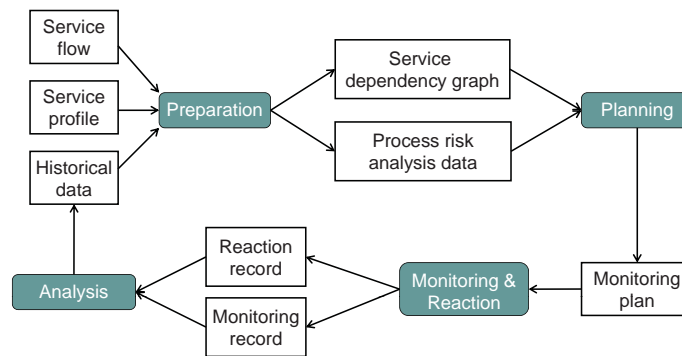 Service
flow
Service
profile
Historical
data
Preparation
Service
dependency graph
Process risk
analysis data
Planning
Monitoring
plan
Monitoring &
Reaction
Reaction
record
Monitoring
record
Analysis